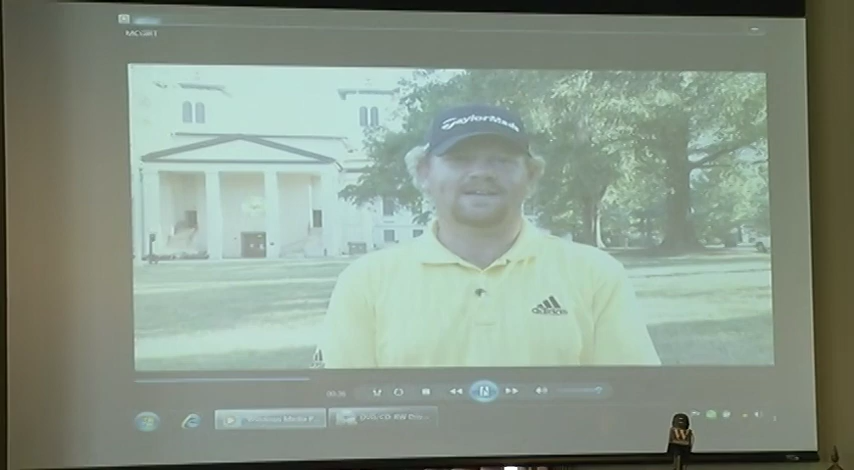 MCGIRT
TaylorMade
adidas
00:36
Windows Media P...
DVD/CD-RW Driv...
W